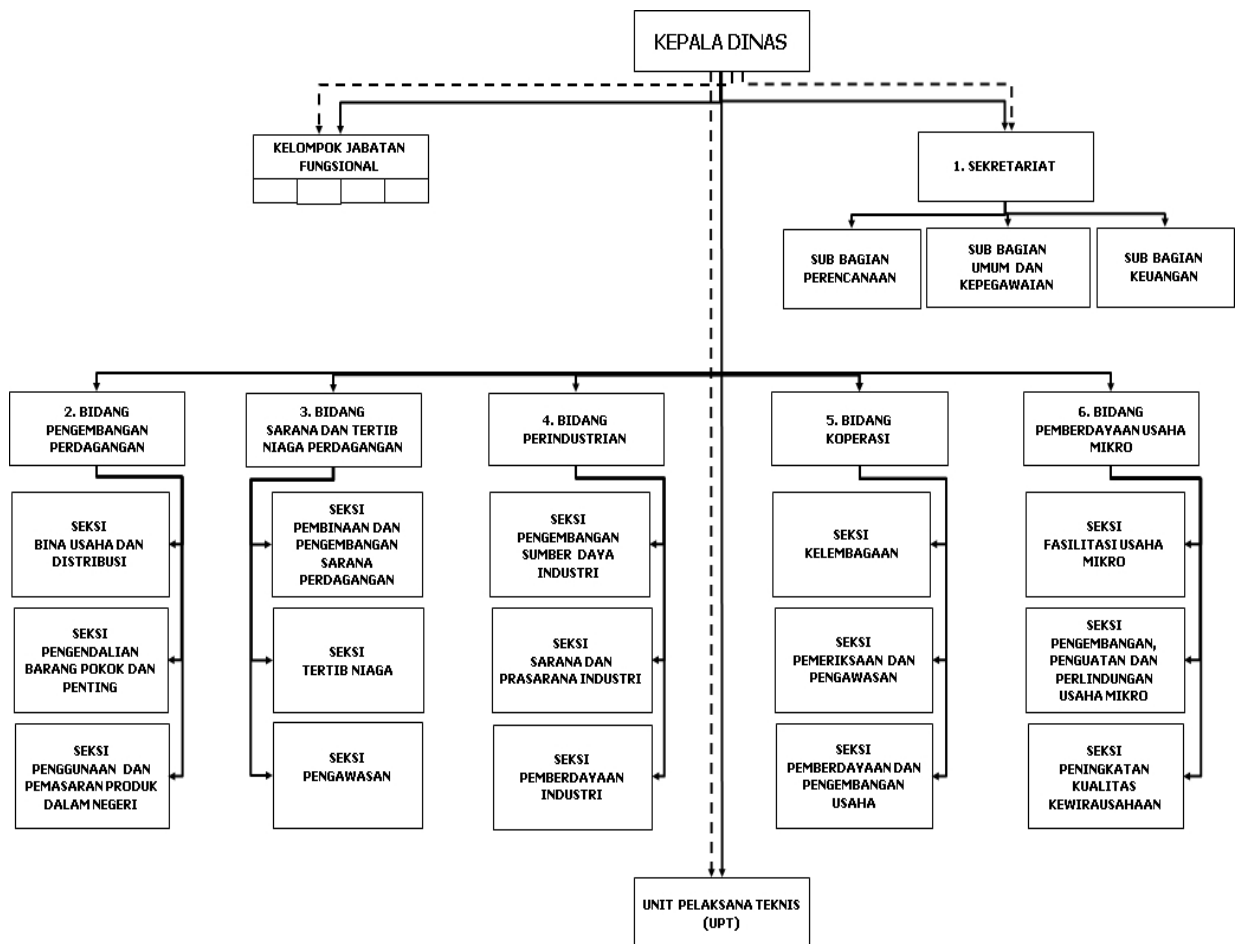 KEPALA DINAS
KELOMPOK JABATAN
FUNGSIONAL
1. SEKRETARIAT
SUB BAGIAN
PERENCANAAN
SUB BAGIAN
UMUM DAN
KEPEGAWAIAN
SUB BAGIAN
KEUANGAN
2. BIDANG
PENGEMBANGAN
PERDAGANGAN
3. BIDANG
SARANA DAN TERTIB
NIAGA PERDAGANGAN
4. BIDANG
PERINDUSTRIAN
5. BIDANG
KOPERASI
6. BIDANG
PEMBERDAYAAN USAHA
MIKRO
SEKSI
BINA USAHA DAN
DISTRIBUSI
SEKSI
PEMBINAAN DAN
PENGEMBANGAN
SARANA
PERDAGANGAN
SEKSI
PENGEMBANGAN
SUMBER DAYA
INDUSTRI
SEKSI
KELEMBAGAAN
SEKSI
FASILITASI USAHA
MIKRO
SEKSI
PENGENDALIAN
BARANG POKOK DAN
PENTING
SEKSI
TERTIB NIAGA
SEKSI
SARANA DAN
PRASARANA INDUSTRI
SEKSI
PEMERIKSAAN DAN
PENGAWASAN
SEKSI
PENGEMBANGAN,
PENGUATAN DAN
PERLINDUNGAN
USAHA MIKRO
SEKSI
PENGGUNAAN DAN
PEMASARAN PRODUK
DALAM NEGERI
SEKSI
PENGAWASAN
SEKSI
PEMBERDAYAAN
INDUSTRI
SEKSI
PEMBERDAYAAN DAN
PENGEMBANGAN
USAHA
SEKSI
PENINGKATAN
KUALITAS
KEWIRAUSAHAAN
UNIT PELAKSANA TEKNIS
(UPT)